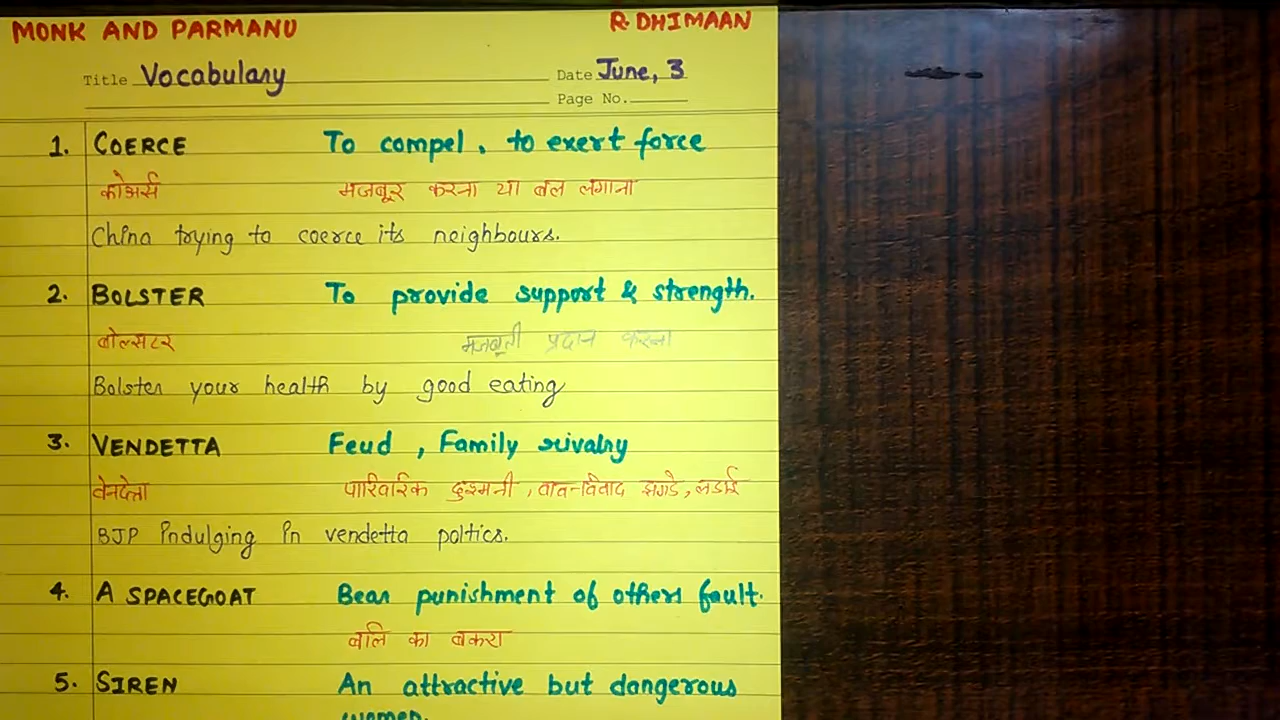 MONK AND PARMANU R. DHIMAAN
Title Vocabulary Date June, 3
Page No.
1. COERCE To compel, to exert force
कोअर्स मजबूर करना या बल लगाना
China trying to coerce its neighbours.
2. BOLSTER To provide support & strength.
बोल्सटर मजबूती प्रदान करना
Bolster your health by good eating
3. VENDETTA Feud, Family rivalry
वेनदेता पारिवारिक दुश्मनी, वाद-विवाद झगडे, लडाई
BJP indulging in vendetta poltics.
4. A SPACEGOAT Bear punishment of others fault.
बलि का बकरा
5. SIREN An attractive but dangerous
women.